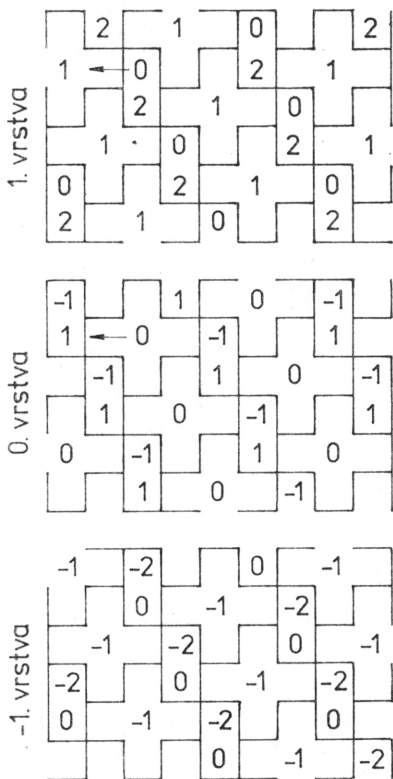 1. vrstva
2 1 0 2
1 0 2 1
2 1 0
1 0 2 1
0 2 1 0
2 1 0 2
0. vrstva
-1 1 0 -1
1 0 -1 1
-1 1 0 -1
1 0 -1 1
0 -1 1 0
1 0 -1
-1. vrstva
-1 -2 0 -1
0 -1 -2
-1 -2 0 -1
-2 0 -1 -2
0 -1 -2 0
0 -1 -2